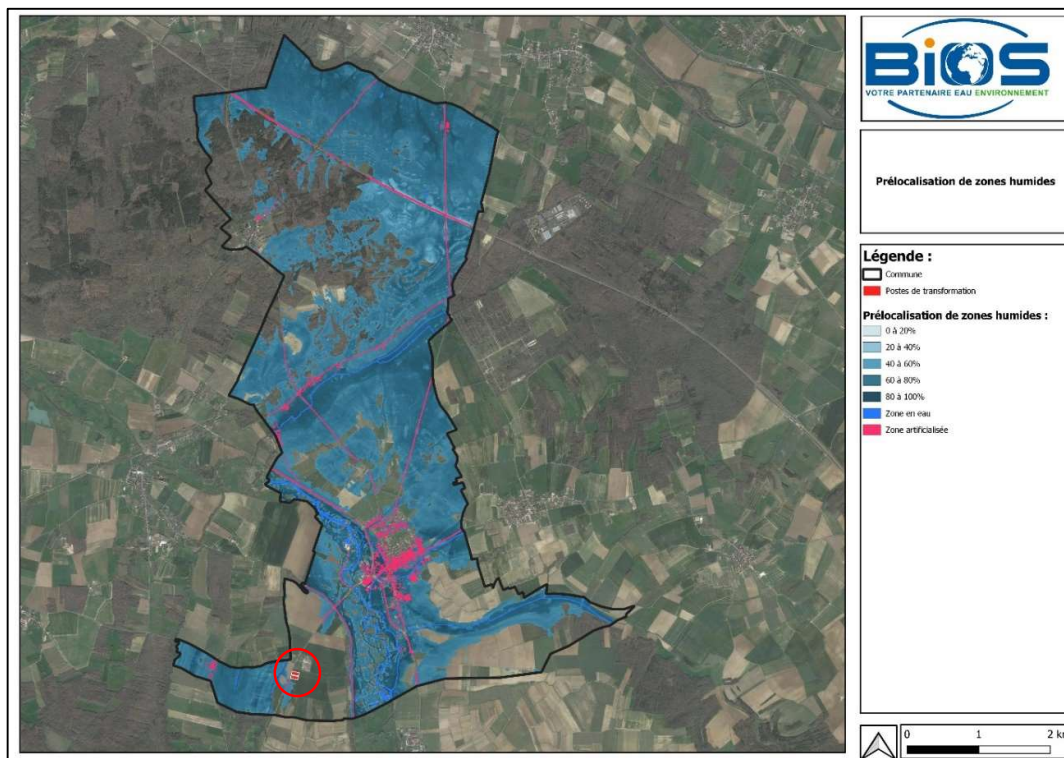 BiOS
VOTRE PARTENAIRE EAU ENVIRONNEMENT
Prélocalisation de zones humides
Légende :
Commune
Postes de transformation
Prélocalisation de zones humides :
0 à 20%
20 à 40%
40 à 60%
60 à 80%
80 à 100%
Zone en eau
Zone artificialisée
0 1 2 km